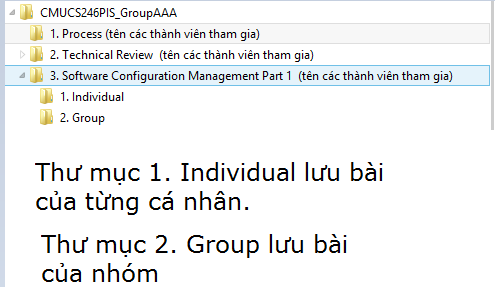 CMUCS246PIS_GroupAAA
1. Process (tên các thành viên tham gia)
2. Technical Review  (tên các thành viên tham gia)
3. Software Configuration Management Part 1  (tên các thành viên tham gia)
1. Individual
2. Group
Thư mục 1. Individual lưu bài
của từng cá nhân.
Thư mục 2. Group lưu bài
của nhóm